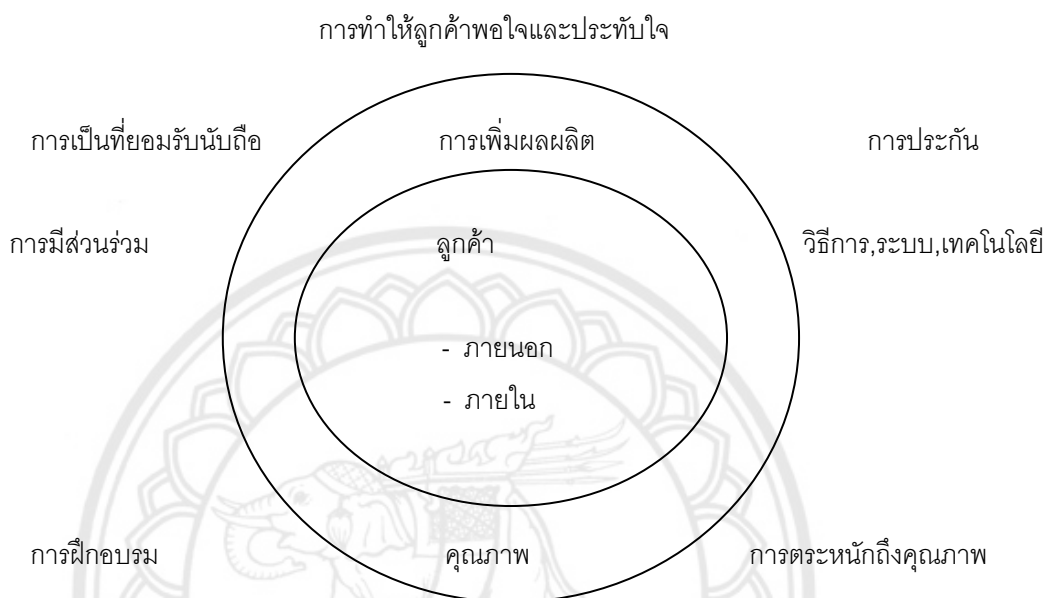 การทำให้ลูกค้าพอใจและประทับใจ
การเป็นที่ยอมรับนับถือ การเพิ่มผลผลิต การประกัน
การมีส่วนร่วม ลูกค้า วิธีการ,ระบบ,เทคโนโลยี
- ภายนอก
- ภายใน
การฝึกอบรม คุณภาพ การตระหนักถึงคุณภาพ